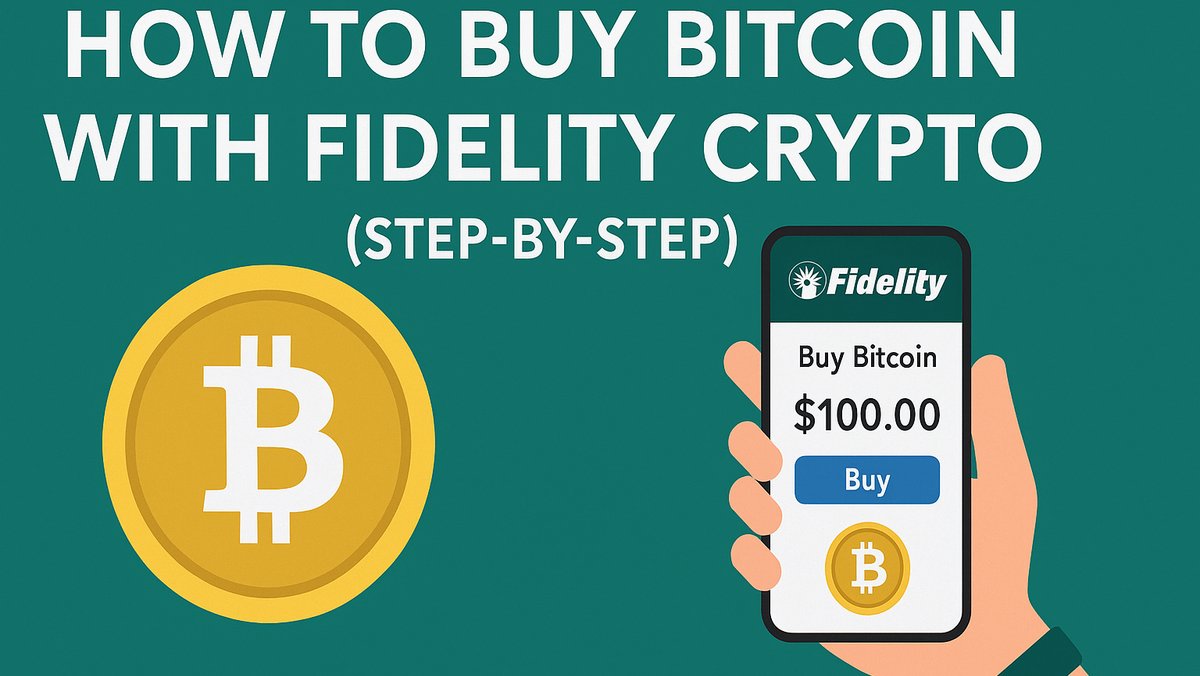 HOW TO BUY BITCOIN
WITH FIDELITY CRYPTO
(STEP-BY-STEP)
Fidelity
Buy Bitcoin
$100.00
Buy